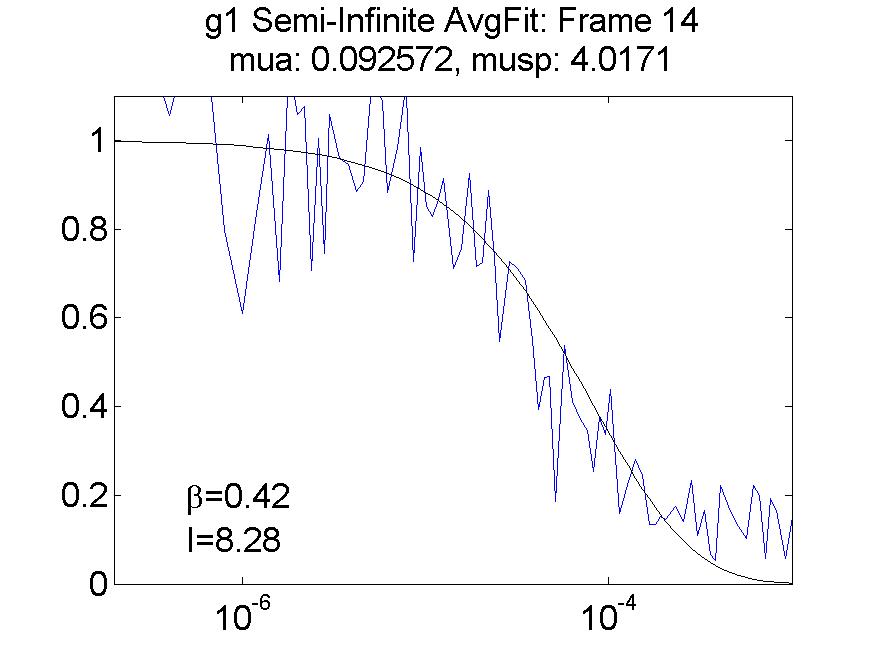 g1 Semi-Infinite AvgFit: Frame 14
mua: 0.092572, musp: 4.0171
1
0.8
0.6
0.4
0.2
0
β=0.42
I=8.28
10^-6
10^-4